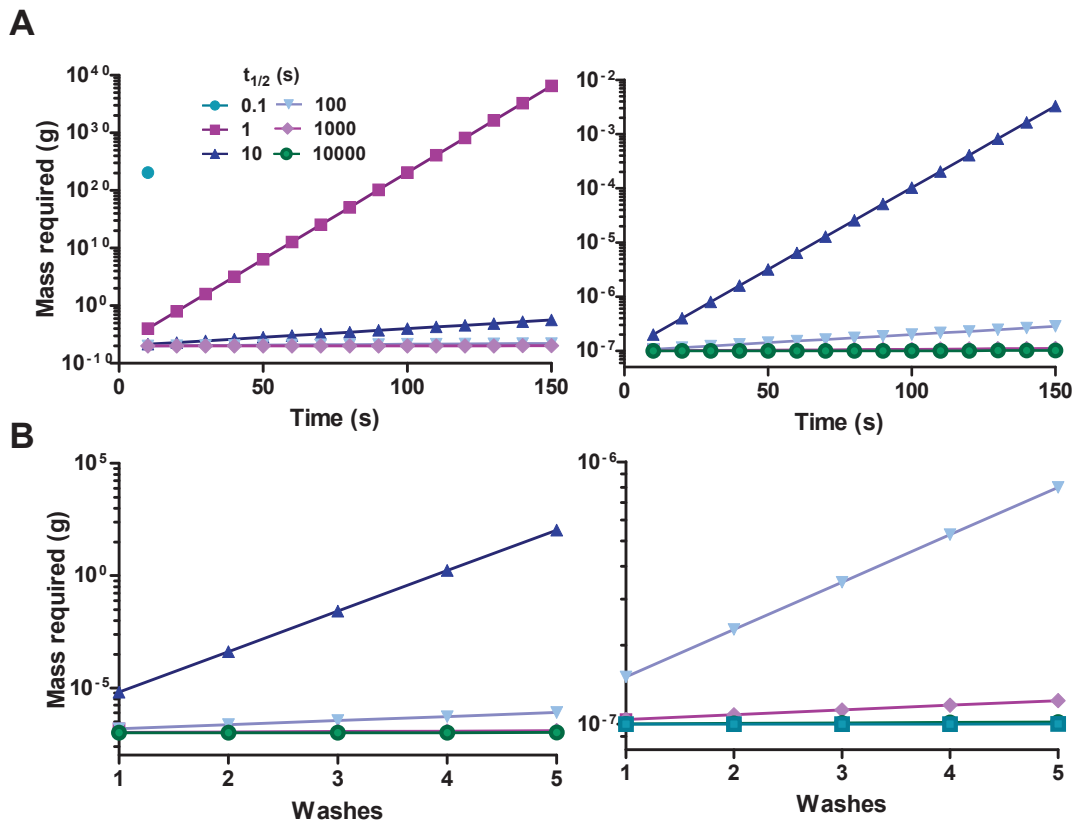 A
Mass required (g)
10^40
10^30
10^20
10^10
10^0
10^-10
t1/2 (s)
0.1 100
1 1000
10 10000
0 50 100 150
Time (s)
10^-2
10^-3
10^-4
10^-5
10^-6
10^-7
0 50 100 150
Time (s)
B
Mass required (g)
10^5
10^0
10^-5
1 2 3 4 5
Washes
10^-6
10^-7
1 2 3 4 5
Washes